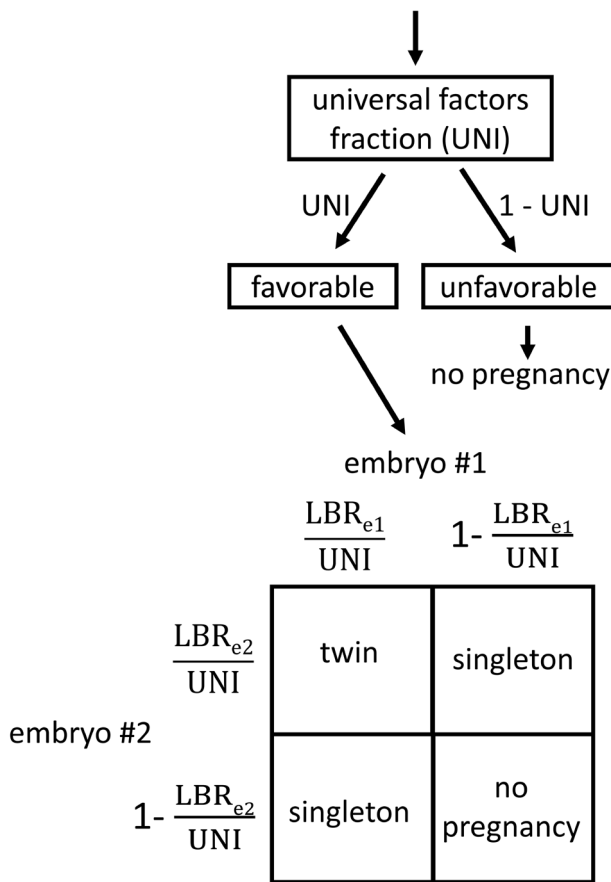 universal factors
fraction (UNI)
UNI
1 - UNI
favorable
unfavorable
no pregnancy
embryo #1
LBRe1
UNI
1- LBRe1
UNI
LBRe2
UNI
twin
singleton
embryo #2
1- LBRe2
UNI
singleton
no
pregnancy